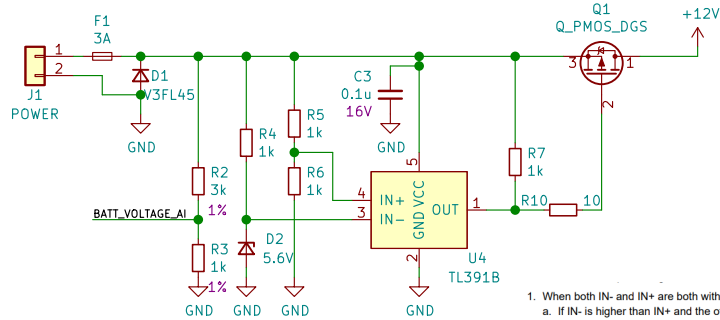 Q1
Q_PMOS_DGS
+12V
F1
3A
1
2
J1
POWER
D1
V3FL45
GND
C3
0.1u
16V
GND
3
1
2
R5
1k
R4
1k
R6
1k
R7
1k
R2
3k
1%
BATT_VOLTAGE_AI
R3
1k
1%
D2
5.6V
5
4
IN+
3
IN-
GND
VCC
OUT
1
2
R10
10
U4
TL391B
GND
GND
GND
GND
1. When both IN- and IN+ are both with
a. If IN- is higher than IN+ and the o